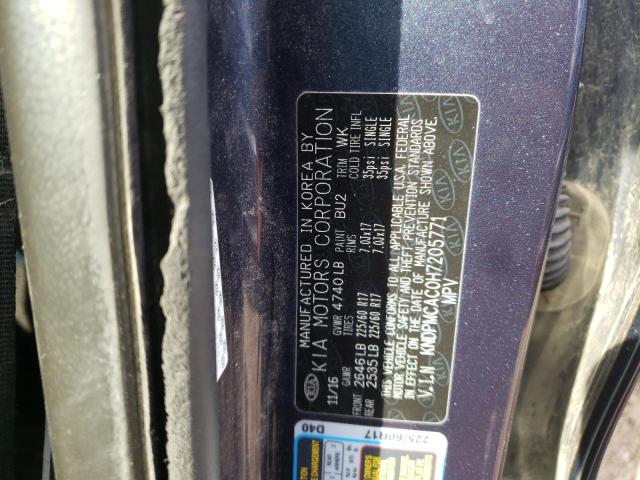 MANUFACTURED IN KOREA BY
KIA KIA MOTORS CORPORATION
11/16 GVWR 4740LB PAINT BU2 TRIM WK
GAWR TIRES RIMS COLD TIRE INFL
FRONT 2646LB 225/60 R17 7.0Jx17 35psi SINGLE
REAR 2535LB 225/60 R17 7.0Jx17 35psi SINGLE
THIS VEHICLE CONFORMS TO ALL APPLICABLE U.S.A. FEDERAL
MOTOR VEHICLE SAFETY AND THEFT PREVENTION STANDARDS
IN EFFECT ON THE DATE OF MANUFACTURE SHOWN ABOVE.
V.I.N KNDPMCAC0H7205771
MPV
D40
225/60R17